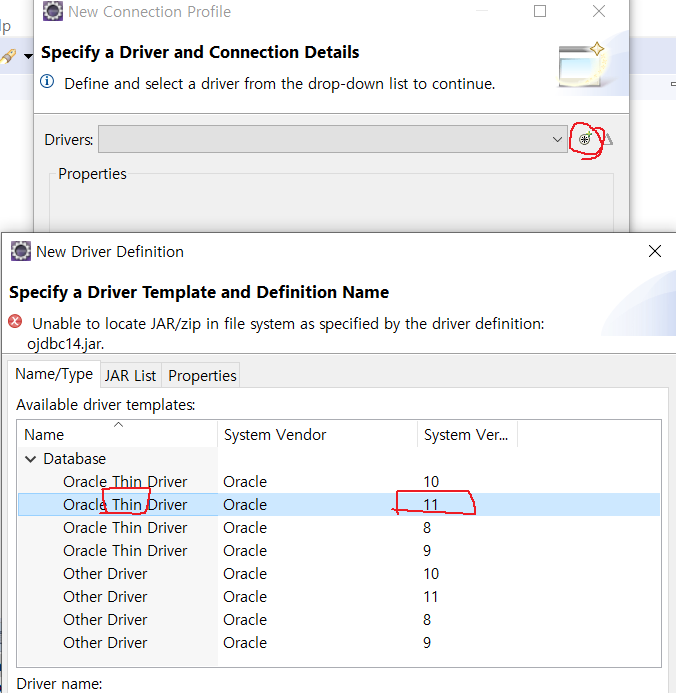 New Connection Profile
lp
Specify a Driver and Connection Details
Define and select a driver from the drop-down list to continue.
Drivers:
Properties
New Driver Definition
Specify a Driver Template and Definition Name
Unable to locate JAR/zip in file system as specified by the driver definition:
ojdbc14.jar.
Name/Type JAR List Properties
Available driver templates:
Name System Vendor System Ver...
Database
Oracle Thin Driver Oracle 10
Oracle Thin Driver Oracle 11
Oracle Thin Driver Oracle 8
Oracle Thin Driver Oracle 9
Other Driver Oracle 10
Other Driver Oracle 11
Other Driver Oracle 8
Other Driver Oracle 9
Driver name: